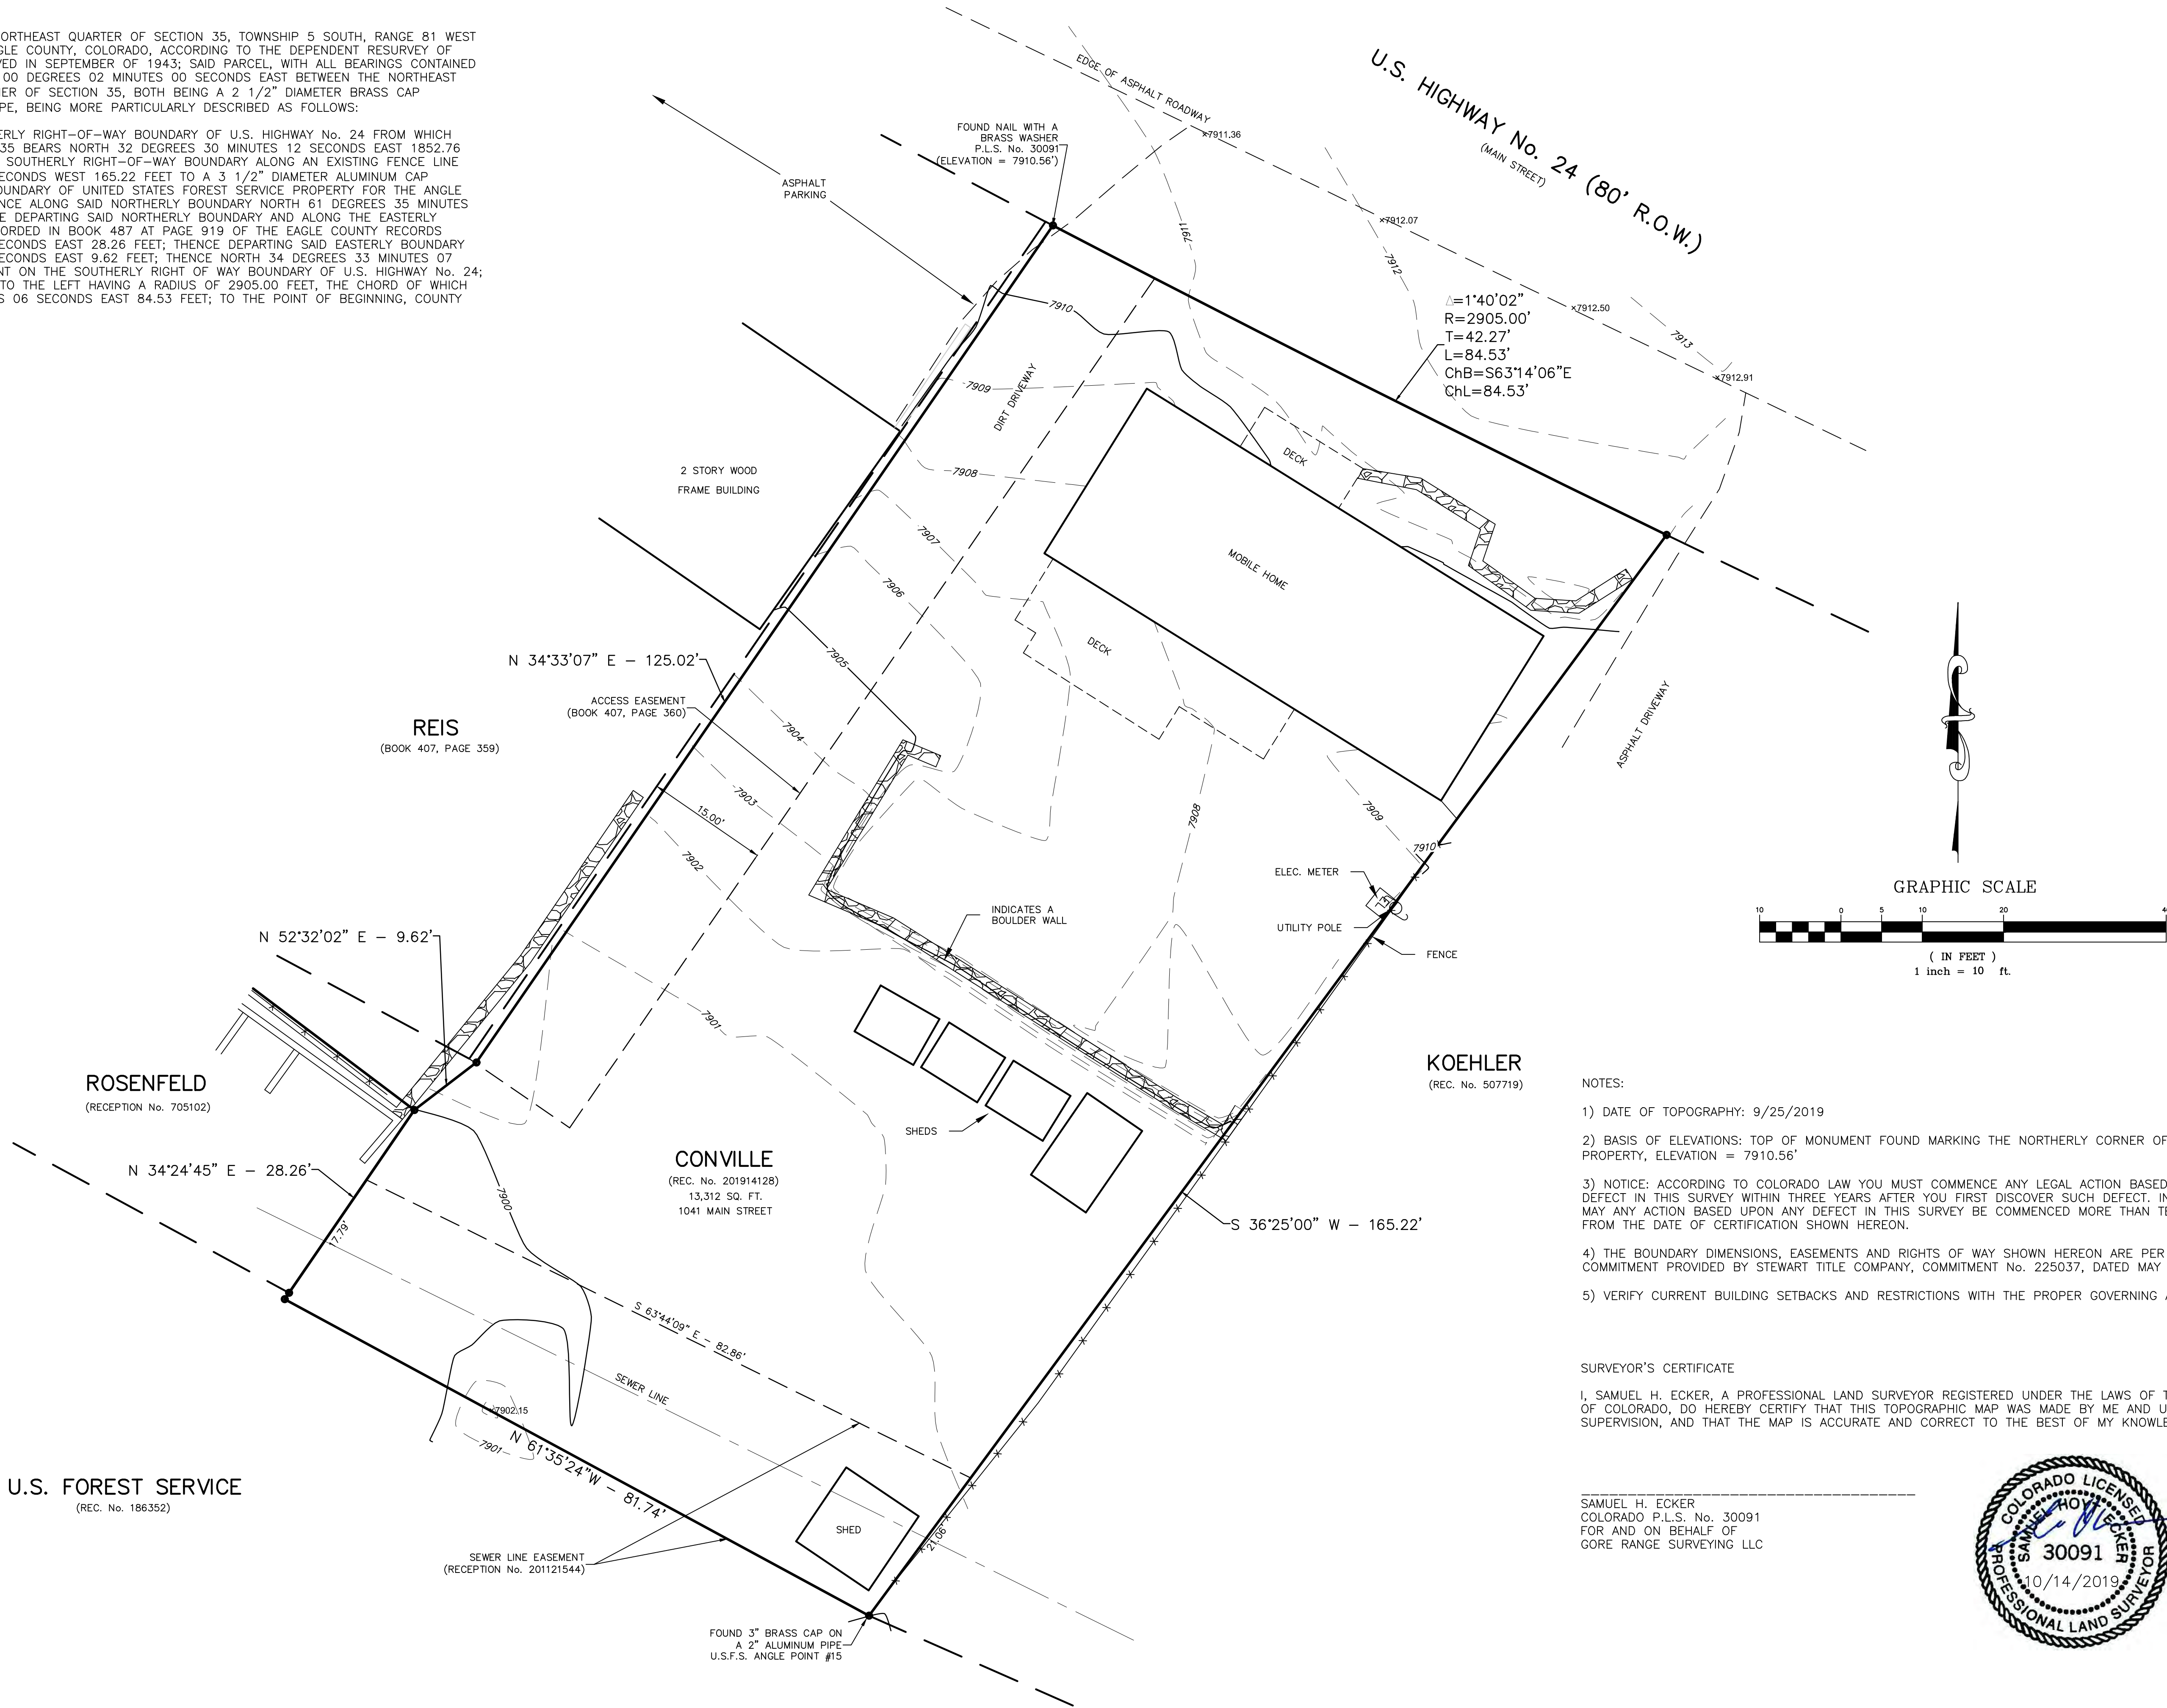 ORTHEAST QUARTER OF SECTION 35, TOWNSHIP 5 SOUTH, RANGE 81 WEST
GLE COUNTY, COLORADO, ACCORDING TO THE DEPENDENT RESURVEY OF
ED IN SEPTEMBER OF 1943; SAID PARCEL, WITH ALL BEARINGS CONTAINED
00 DEGREES 02 MINUTES 00 SECONDS EAST BETWEEN THE NORTHEAST
ER OF SECTION 35, BOTH BEING A 2 1/2" DIAMETER BRASS CAP
PE, BEING MORE PARTICULARLY DESCRIBED AS FOLLOWS:
ERLY RIGHT-OF-WAY BOUNDARY OF U.S. HIGHWAY No. 24 FROM WHICH
35 BEARS NORTH 32 DEGREES 30 MINUTES 12 SECONDS EAST 1852.76
SOUTHERLY RIGHT-OF-WAY BOUNDARY ALONG AN EXISTING FENCE LINE
ECONDS WEST 165.22 FEET TO A 3 1/2" DIAMETER ALUMINUM CAP
OUNDARY OF UNITED STATES FOREST SERVICE PROPERTY FOR THE ANGLE
NCE ALONG SAID NORTHERLY BOUNDARY NORTH 61 DEGREES 35 MINUTES
E DEPARTING SAID NORTHERLY BOUNDARY AND ALONG THE EASTERLY
ORDED IN BOOK 487 AT PAGE 919 OF THE EAGLE COUNTY RECORDS
ECONDS EAST 28.26 FEET; THENCE DEPARTING SAID EASTERLY BOUNDARY
ECONDS EAST 9.62 FEET; THENCE NORTH 34 DEGREES 33 MINUTES 07
NT ON THE SOUTHERLY RIGHT OF WAY BOUNDARY OF U.S. HIGHWAY No. 24;
TO THE LEFT HAVING A RADIUS OF 2905.00 FEET, THE CHORD OF WHICH
S 06 SECONDS EAST 84.53 FEET; TO THE POINT OF BEGINNING, COUNTY
EDGE OF ASPHALT ROADWAY
U.S. HIGHWAY No. 24 (80' R.O.W.)
(MAIN STREET)
×7911.36
×7912.07
×7912.50
×7912.91
FOUND NAIL WITH A
BRASS WASHER
P.L.S. No. 30091
(ELEVATION = 7910.56')
ASPHALT
PARKING
7911
7912
7913
7910
7909
Δ=1°40'02"
R=2905.00'
T=42.27'
L=84.53'
ChB=S63°14'06"E
ChL=84.53'
DIRT DRIVEWAY
DECK
2 STORY WOOD
FRAME BUILDING
7908
7907
7906
MOBILE HOME
DECK
7905
N 34°33'07" E - 125.02'
ACCESS EASEMENT
(BOOK 407, PAGE 360)
REIS
(BOOK 407, PAGE 359)
ASPHALT DRIVEWAY
7904
7903
15.00'
7902
7908
7909
7910
ELEC. METER
UTILITY POLE
FENCE
INDICATES A
BOULDER WALL
GRAPHIC SCALE
10 0 5 10 20 4
( IN FEET )
1 inch = 10 ft.
N 52°32'02" E - 9.62'
7901
ROSENFELD
(RECEPTION No. 705102)
KOEHLER
(REC. No. 507719)
SHEDS
N 34°24'45" E - 28.26'
CONVILLE
(REC. No. 201914128)
13,312 SQ. FT.
1041 MAIN STREET
7900
S 36°25'00" W - 165.22'
S 63°44'09" E - 82.86'
SEWER LINE
7902.15
7901
N 61°35'24"W - 81.74'
U.S. FOREST SERVICE
(REC. No. 186352)
SHED
21.06'
SEWER LINE EASEMENT
(RECEPTION No. 201121544)
FOUND 3" BRASS CAP ON
A 2" ALUMINUM PIPE
U.S.F.S. ANGLE POINT #15
NOTES:
1) DATE OF TOPOGRAPHY: 9/25/2019
2) BASIS OF ELEVATIONS: TOP OF MONUMENT FOUND MARKING THE NORTHERLY CORNER OF
PROPERTY, ELEVATION = 7910.56'
3) NOTICE: ACCORDING TO COLORADO LAW YOU MUST COMMENCE ANY LEGAL ACTION BASED
DEFECT IN THIS SURVEY WITHIN THREE YEARS AFTER YOU FIRST DISCOVER SUCH DEFECT. IN
MAY ANY ACTION BASED UPON ANY DEFECT IN THIS SURVEY BE COMMENCED MORE THAN TE
FROM THE DATE OF CERTIFICATION SHOWN HEREON.
4) THE BOUNDARY DIMENSIONS, EASEMENTS AND RIGHTS OF WAY SHOWN HEREON ARE PER
COMMITMENT PROVIDED BY STEWART TITLE COMPANY, COMMITMENT No. 225037, DATED MAY
5) VERIFY CURRENT BUILDING SETBACKS AND RESTRICTIONS WITH THE PROPER GOVERNING
SURVEYOR'S CERTIFICATE
I, SAMUEL H. ECKER, A PROFESSIONAL LAND SURVEYOR REGISTERED UNDER THE LAWS OF T
OF COLORADO, DO HEREBY CERTIFY THAT THIS TOPOGRAPHIC MAP WAS MADE BY ME AND U
SUPERVISION, AND THAT THE MAP IS ACCURATE AND CORRECT TO THE BEST OF MY KNOWLE
SAMUEL H. ECKER
COLORADO P.L.S. No. 30091
FOR AND ON BEHALF OF
GORE RANGE SURVEYING LLC
COLORADO LICENSED
SAMUEL HOYT ECKER
30091
10/14/2019
PROFESSIONAL LAND SURVEYOR